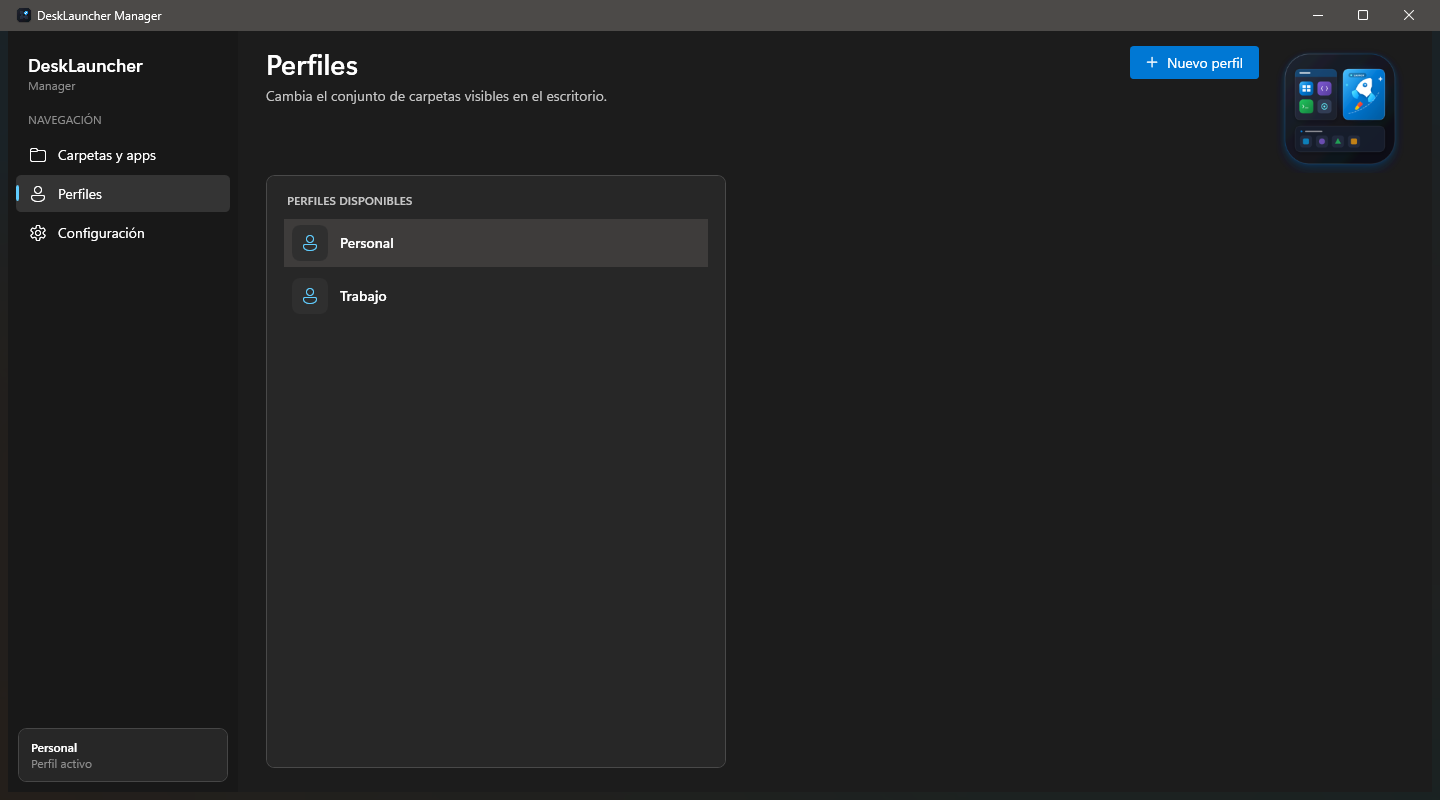 DeskLauncher Manager
DeskLauncher
Manager
NAVEGACIÓN
Carpetas y apps
Perfiles
Configuración
Personal
Perfil activo
Perfiles
Cambia el conjunto de carpetas visibles en el escritorio.
Nuevo perfil
PERFILES DISPONIBLES
Personal
Trabajo